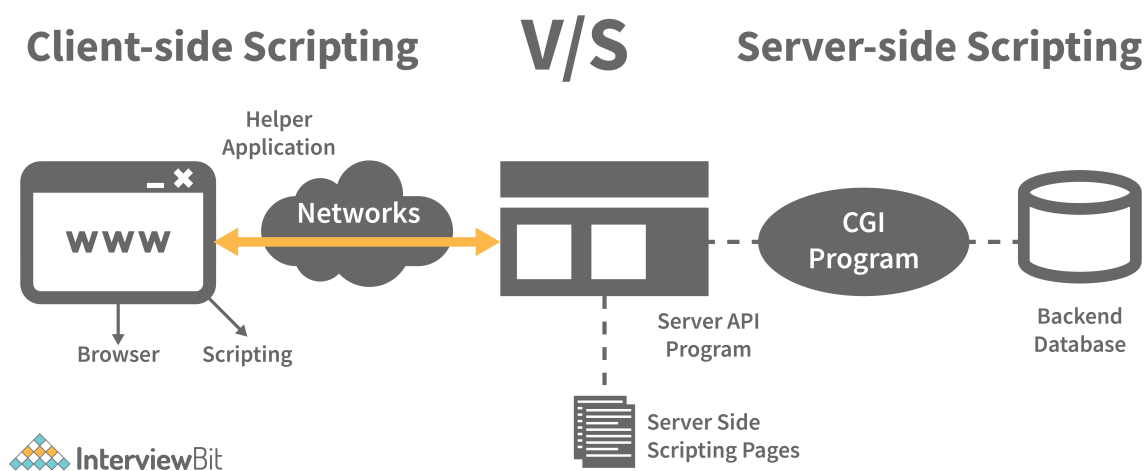 Client-side Scripting
V/S
Server-side Scripting
Helper
Application
www
Networks
CGI
Program
Browser
Scripting
Server API
Program
Backend
Database
Server Side
Scripting Pages
InterviewBit